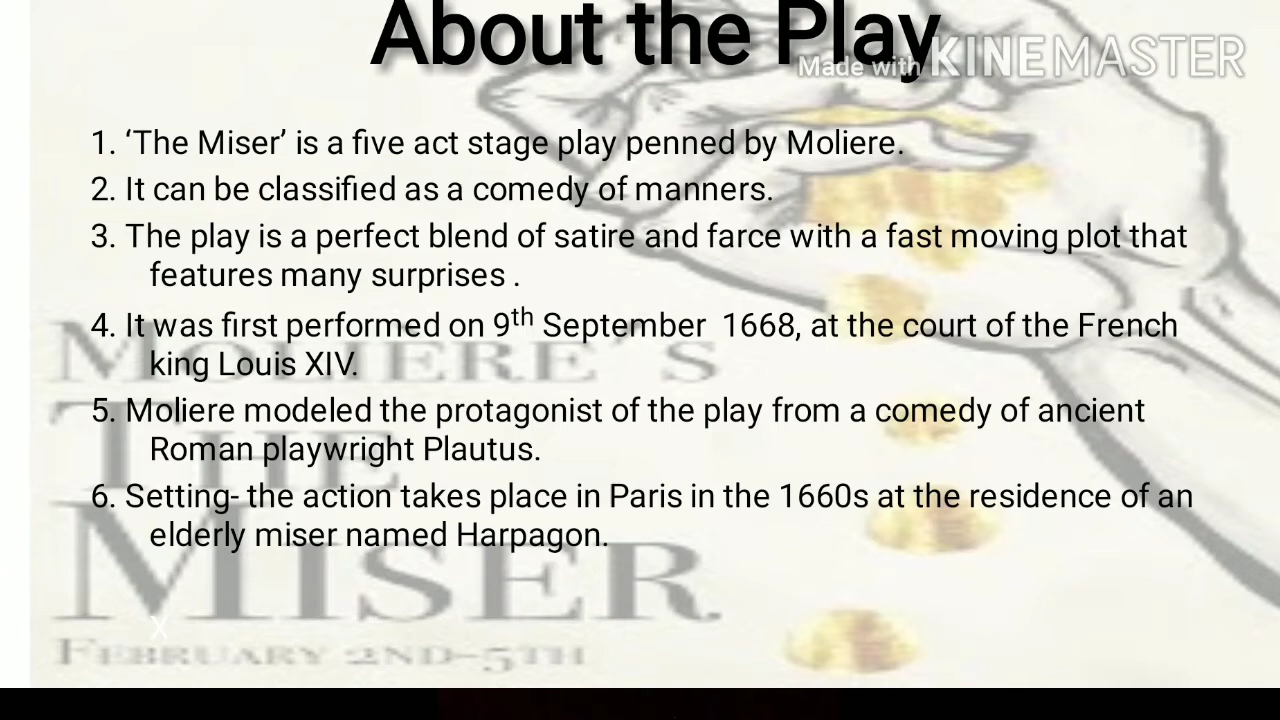 About the Play
Made with KINEMASTER
1. ‘The Miser’ is a five act stage play penned by Moliere.
2. It can be classified as a comedy of manners.
3. The play is a perfect blend of satire and farce with a fast moving plot that
features many surprises .
4. It was first performed on 9th September 1668, at the court of the French
king Louis XIV.
5. Moliere modeled the protagonist of the play from a comedy of ancient
Roman playwright Plautus.
6. Setting- the action takes place in Paris in the 1660s at the residence of an
elderly miser named Harpagon.
MOLIERE'S
THE
MISER
X
FEBRUARY 2ND-5TH